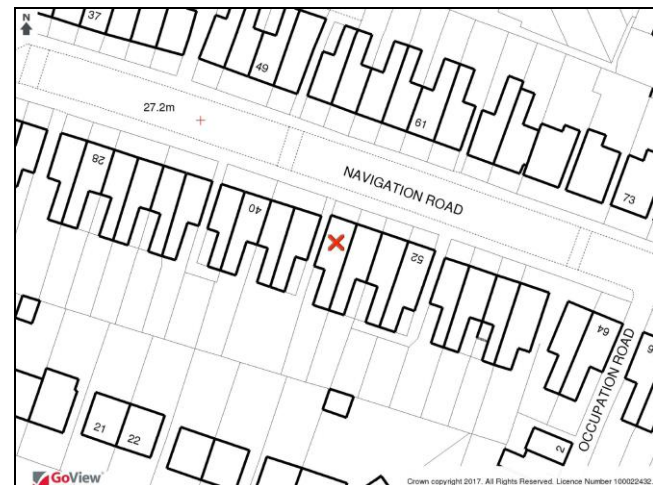 N
37
49
27.2m
61
28
NAVIGATION ROAD
73
40
52
64
OCCUPATION ROAD
6
21
22
2
GoView
Crown copyright 2017. All Rights Reserved. Licence Number 100022432.